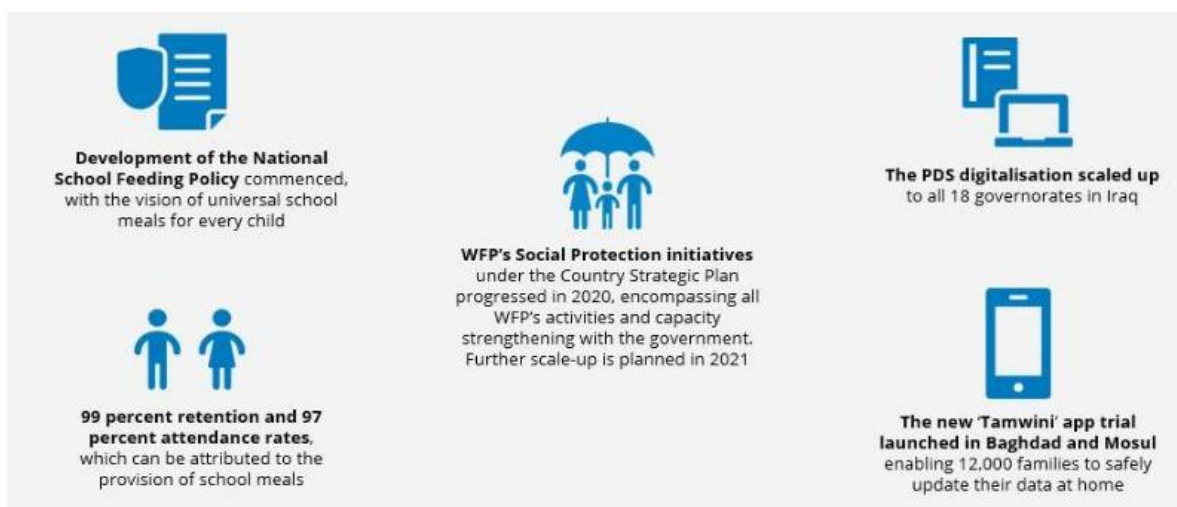 Development of the National
School Feeding Policy commenced,
with the vision of universal school
meals for every child
99 percent retention and 97
percent attendance rates,
which can be attributed to the
provision of school meals
WFP's Social Protection initiatives
under the Country Strategic Plan
progressed in 2020, encompassing all
WFP's activities and capacity
strengthening with the government.
Further scale-up is planned in 2021
The PDS digitalisation scaled up
to all 18 governorates in Iraq
The new 'Tamwini' app trial
launched in Baghdad and Mosul
enabling 12,000 families to safely
update their data at home